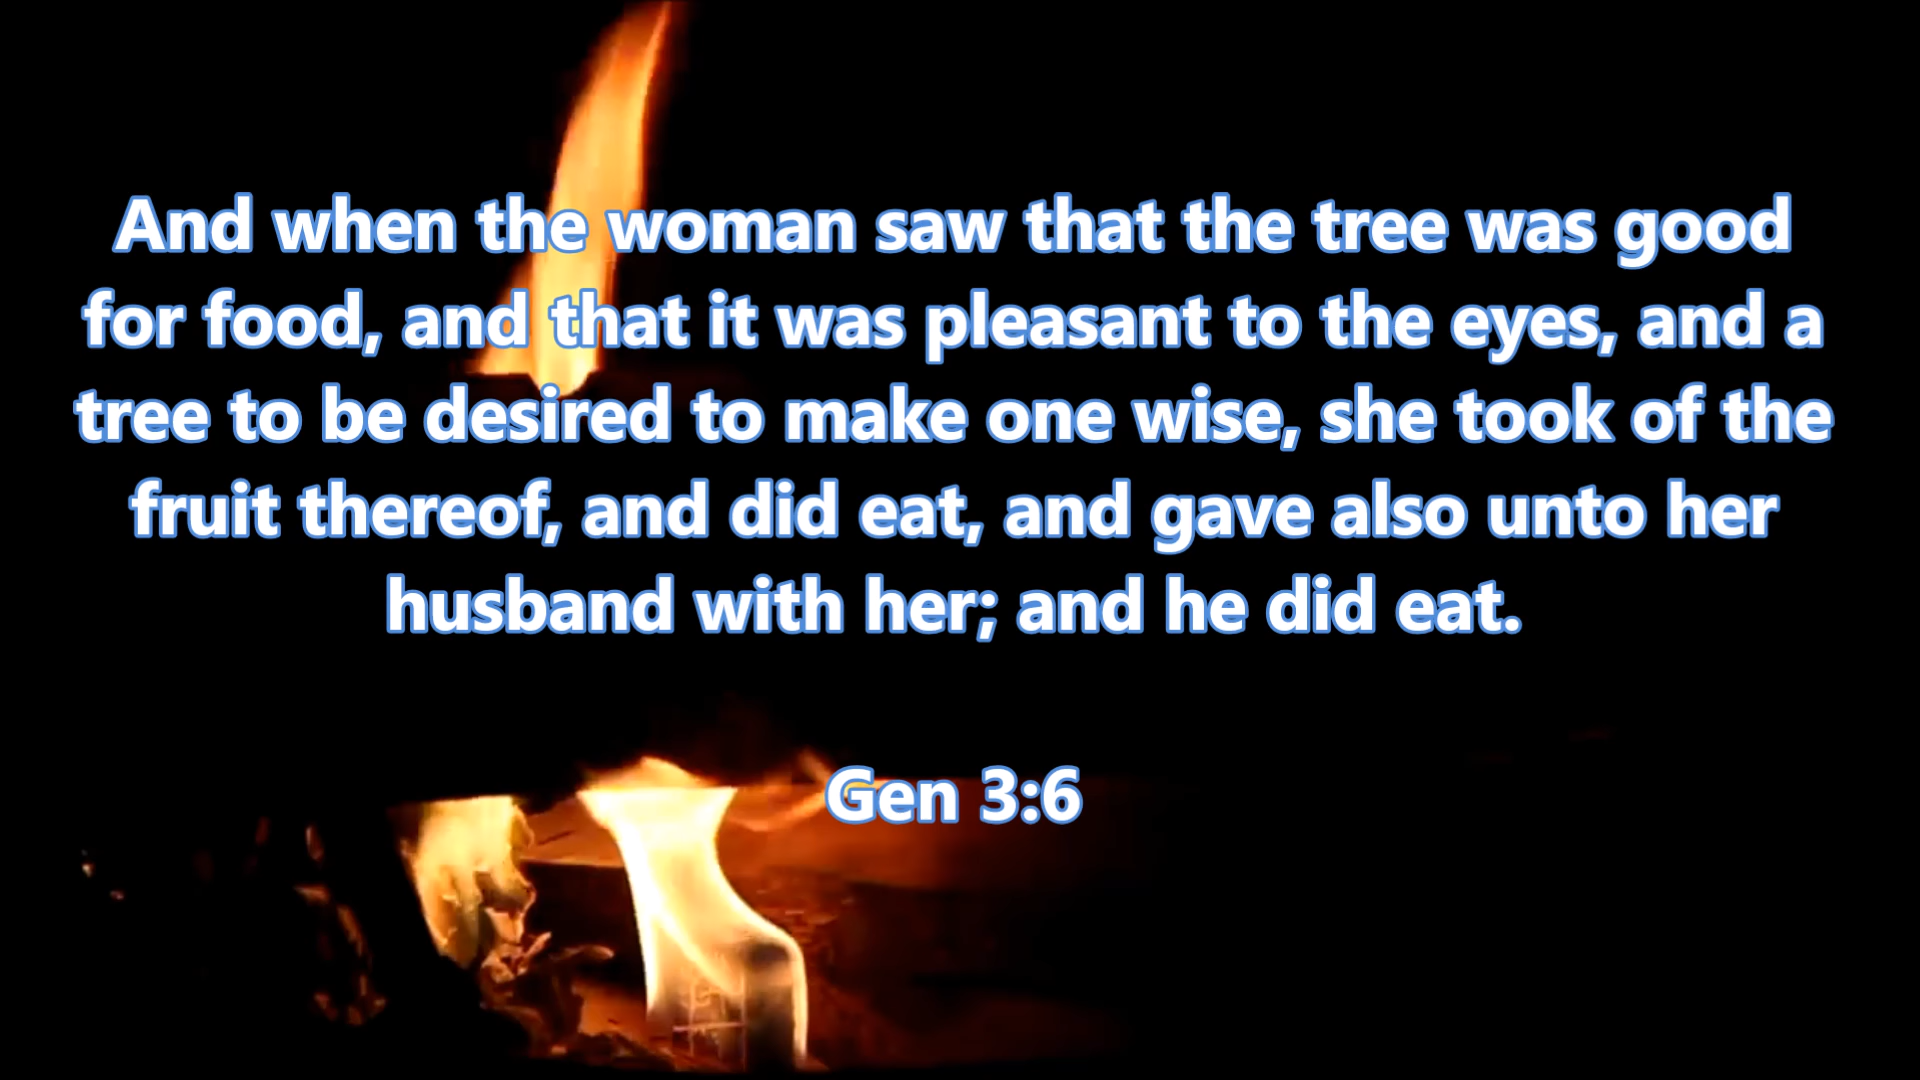 And when the woman saw that the tree was good
for food, and that it was pleasant to the eyes, and a
tree to be desired to make one wise, she took of the
fruit thereof, and did eat, and gave also unto her
husband with her; and he did eat.
Gen 3:6